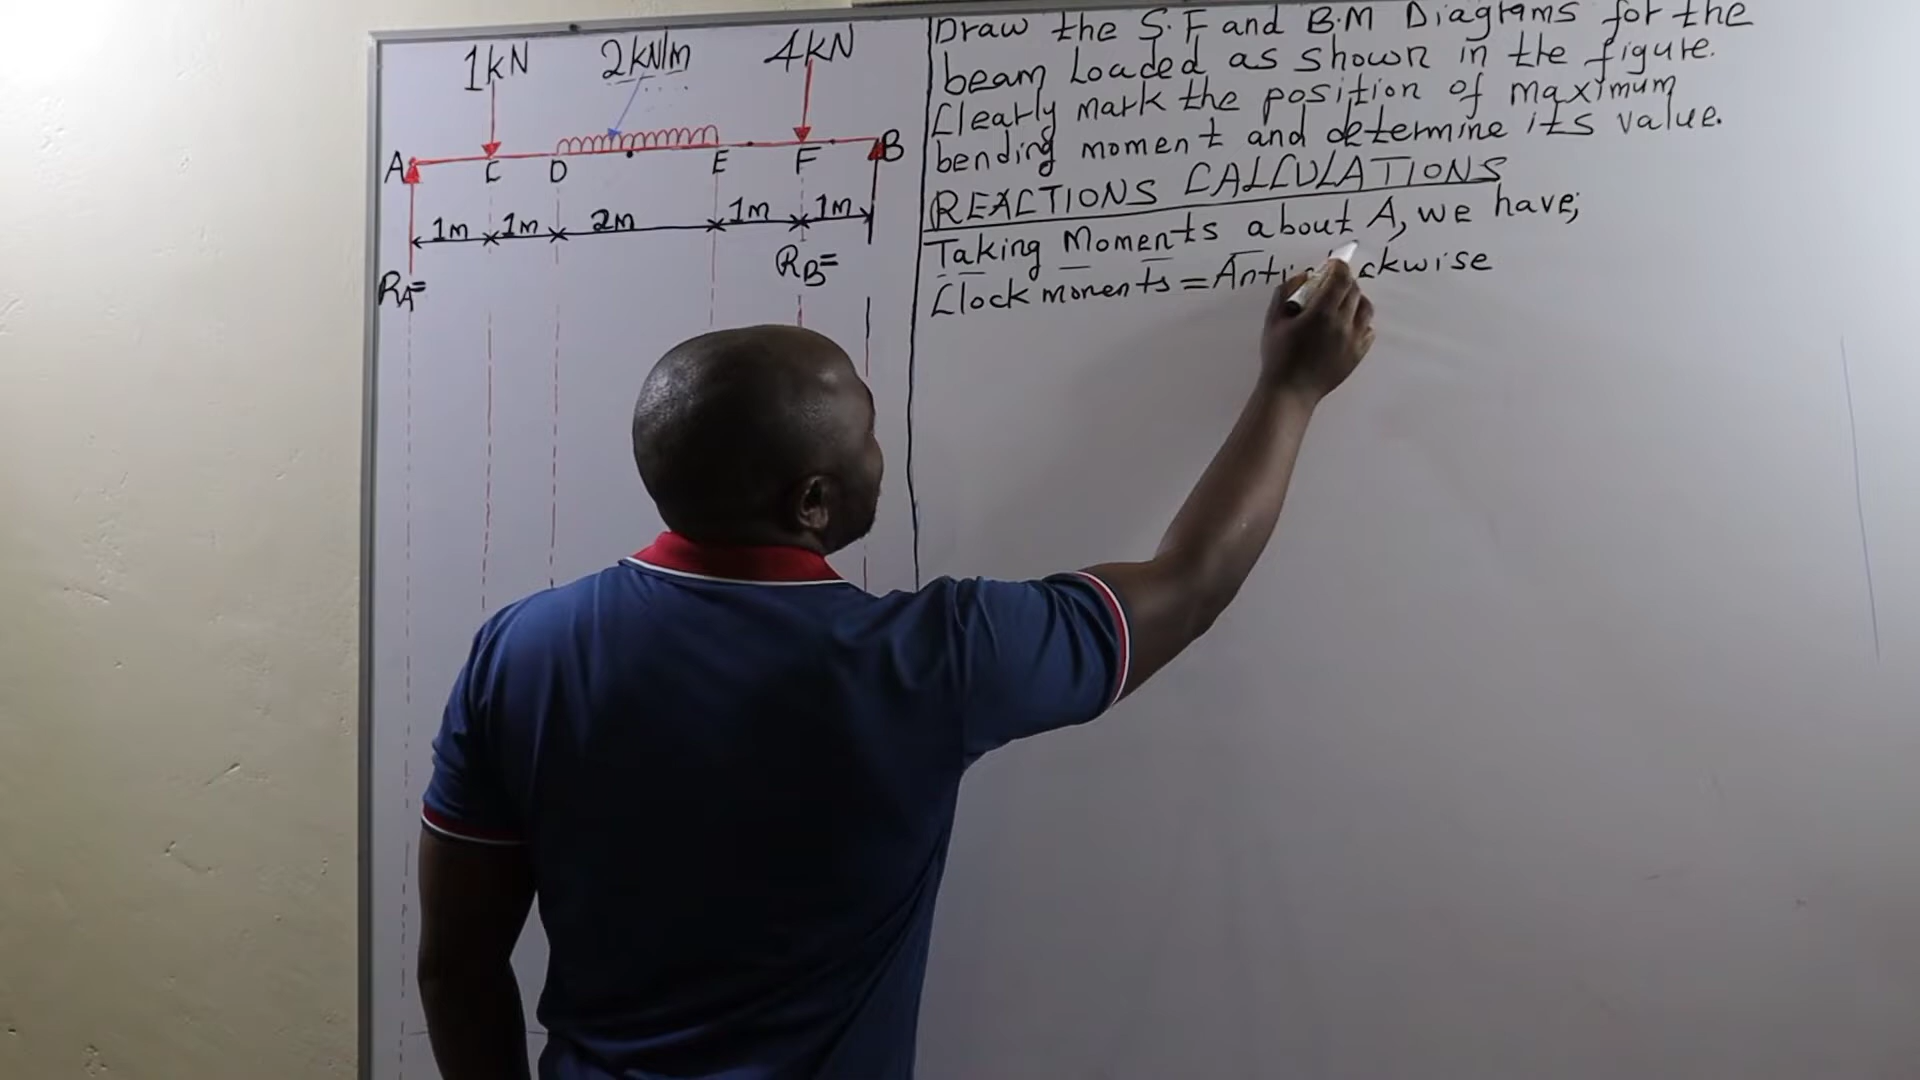 1kN 2kN/m 4kN
A C D E F B
1m 1m 2m 1m 1m
RA= RB=
Draw the S.F and B.M Diagrams for the
beam Loaded as shown in the figure.
Clearly mark the position of maximum
bending moment and determine its value.
REACTIONS CALCULATIONS
Taking Moments about A, we have;
Clock moments = Anti ckwise